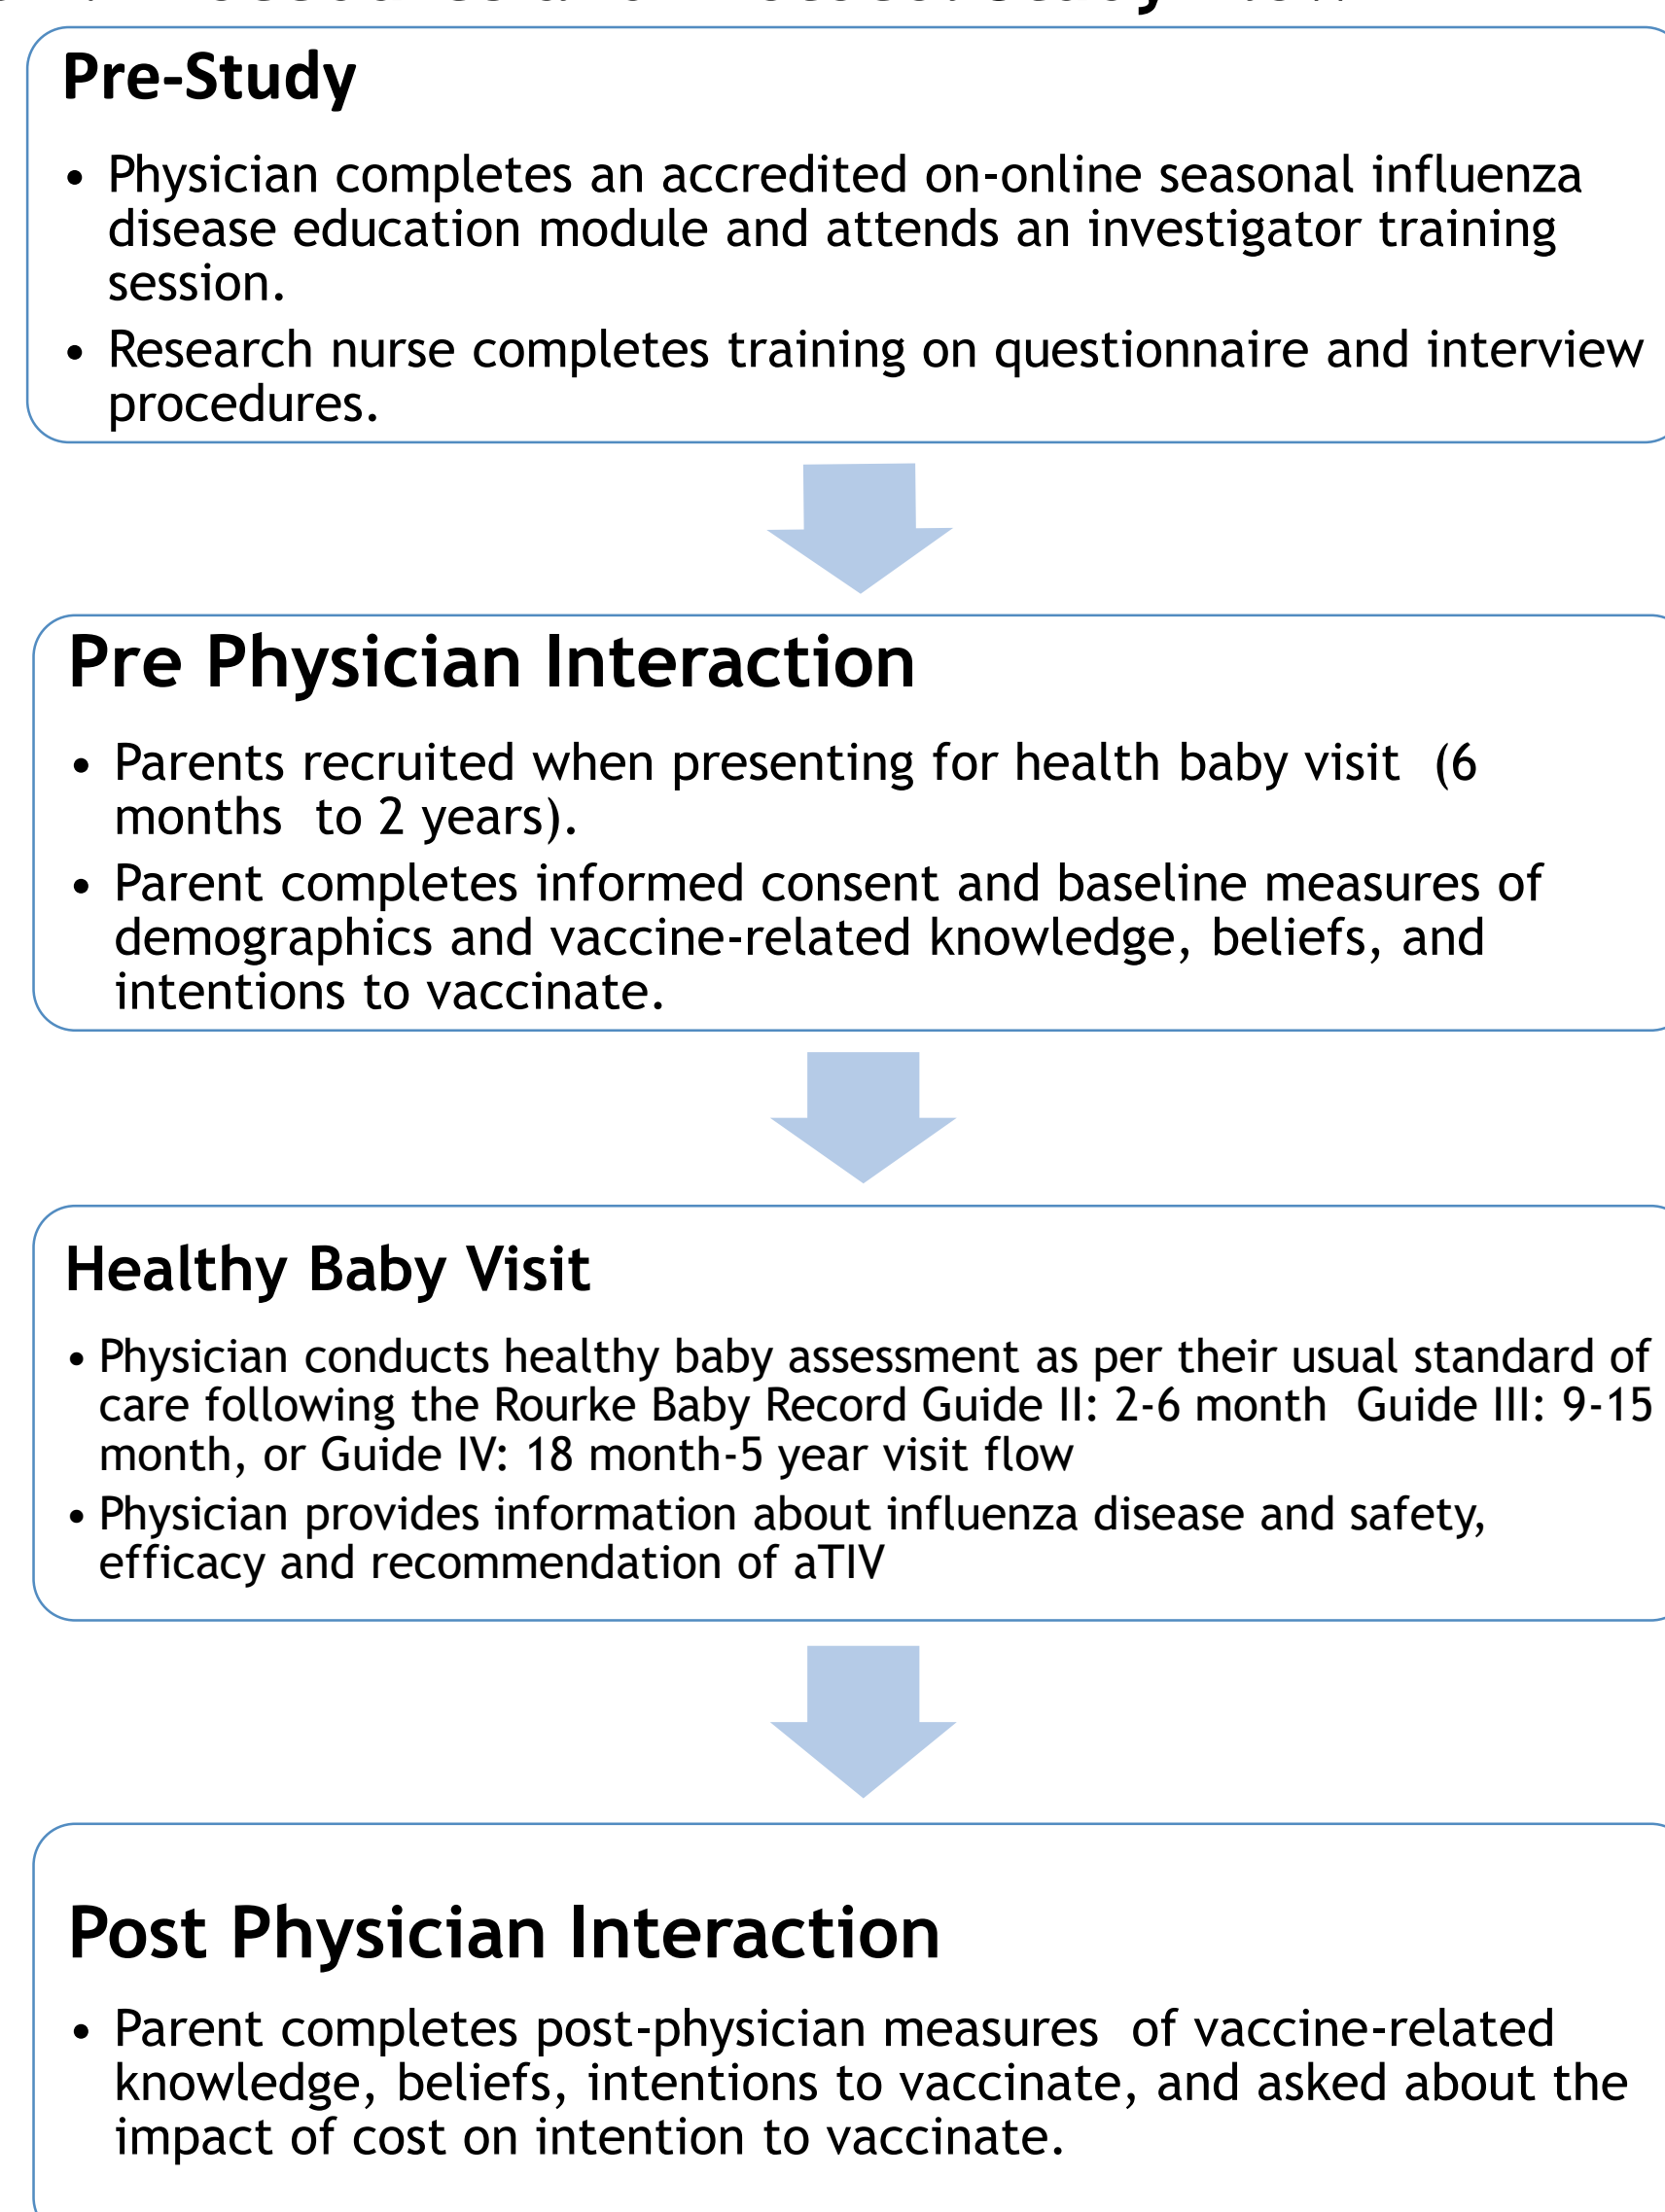 Pre-Study
• Physician completes an accredited on-online seasonal influenza
disease education module and attends an investigator training
session.
• Research nurse completes training on questionnaire and interview
procedures.
Pre Physician Interaction
• Parents recruited when presenting for health baby visit  (6
months  to 2 years).
• Parent completes informed consent and baseline measures of
demographics and vaccine-related knowledge, beliefs, and
intentions to vaccinate.
Healthy Baby Visit
• Physician conducts healthy baby assessment as per their usual standard of
care following the Rourke Baby Record Guide II: 2-6 month  Guide III: 9-15
month, or Guide IV: 18 month-5 year visit flow
• Physician provides information about influenza disease and safety,
efficacy and recommendation of aTIV
Post Physician Interaction
• Parent completes post-physician measures  of vaccine-related
knowledge, beliefs, intentions to vaccinate, and asked about the
impact of cost on intention to vaccinate.